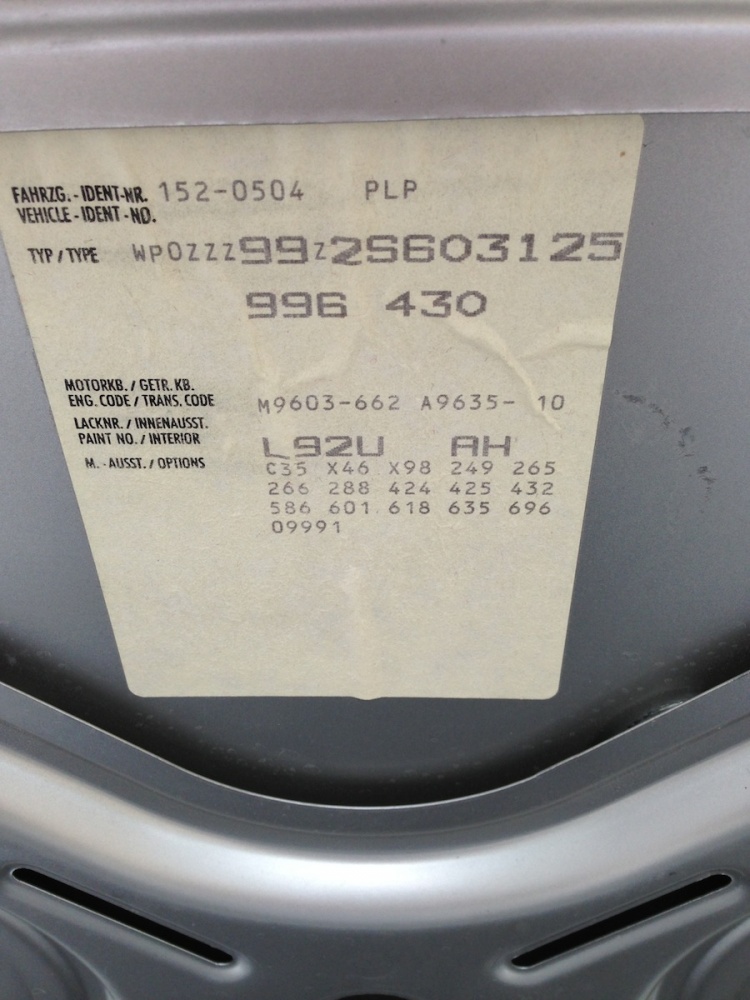 FAHRZG.-IDENT-NR. 152-0504 PLP
VEHICLE-IDENT-NO.
TYP/TYPE WP0ZZZ99Z2S603125
996 430
MOTORKB./GETR.KB.
ENG.CODE/TRANS.CODE M9603-662 A9635- 10
LACKNR./INNENAUSST.
PAINT NO./INTERIOR L92U AH
M.-AUSST./OPTIONS C35 X46 X98 249 265
266 288 424 425 432
586 601 618 635 696
09991